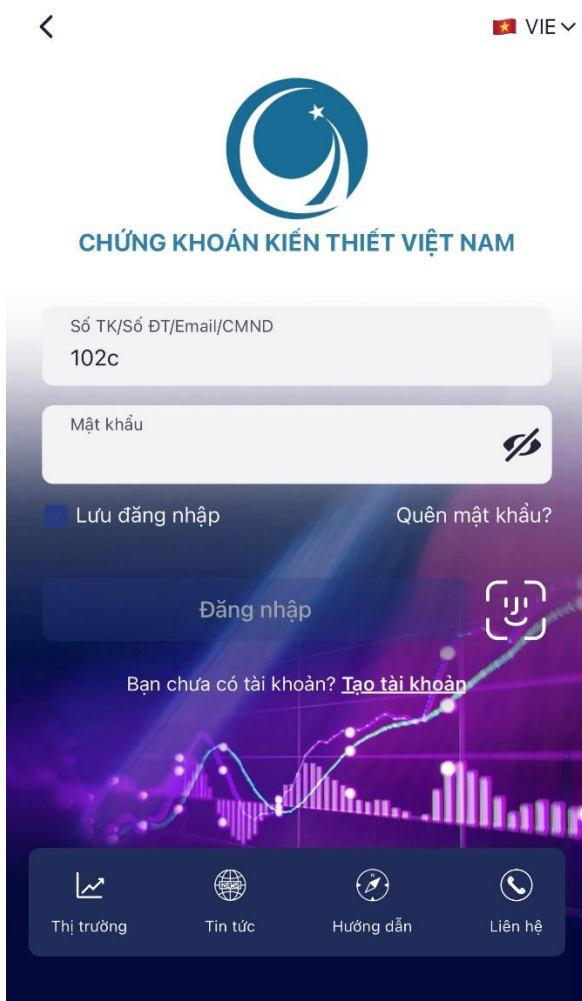 VIE
CHỨNG KHOÁN KIẾN THIẾT VIỆT NAM
Số TK/Số ĐT/Email/CMND
102c
Mật khẩu
Lưu đăng nhập
Quên mật khẩu?
Đăng nhập
Bạn chưa có tài khoản? Tạo tài khoản
NEWS
Thị trường
Tin tức
Hướng dẫn
Liên hệ